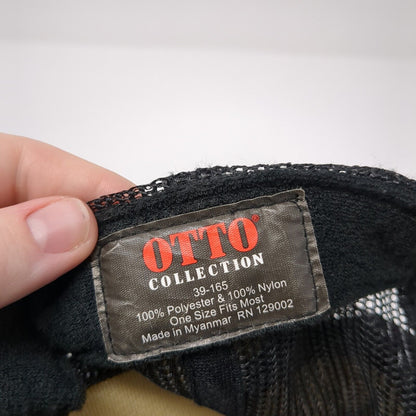 OTTO®
COLLECTION
39-165
100% Polyester & 100% Nylon
One Size Fits Most
Made in Myanmar RN 129002